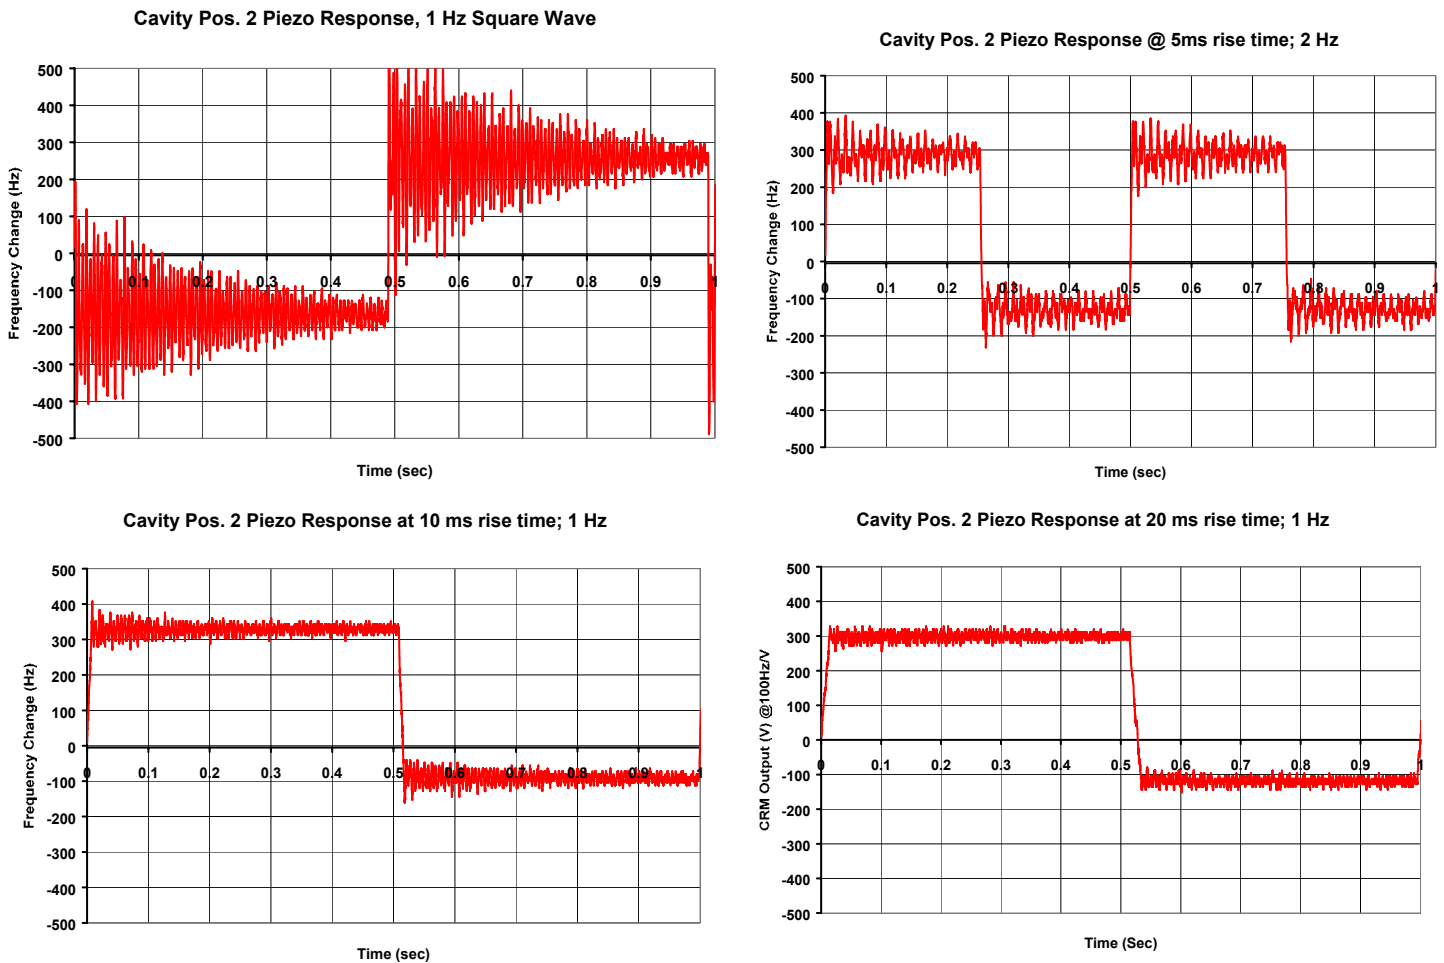 Cavity Pos. 2 Piezo Response, 1 Hz Square Wave
500
400
300
200
100
0
-100
-200
-300
-400
-500
0 0.1 0.2 0.3 0.4 0.5 0.6 0.7 0.8 0.9 1
Frequency Change (Hz)
Time (sec)
Cavity Pos. 2 Piezo Response @ 5ms rise time; 2 Hz
500
400
300
200
100
0
-100
-200
-300
-400
-500
0 0.1 0.2 0.3 0.4 0.5 0.6 0.7 0.8 0.9 1
Frequency Change (Hz)
Time (sec)
Cavity Pos. 2 Piezo Response at 10 ms rise time; 1 Hz
500
400
300
200
100
0
-100
-200
-300
-400
-500
0 0.1 0.2 0.3 0.4 0.5 0.6 0.7 0.8 0.9 1
Frequency Change (Hz)
Time (sec)
Cavity Pos. 2 Piezo Response at 20 ms rise time; 1 Hz
500
400
300
200
100
0
-100
-200
-300
-400
-500
0 0.1 0.2 0.3 0.4 0.5 0.6 0.7 0.8 0.9 1
CRM Output (V) @100Hz/V
Time (Sec)